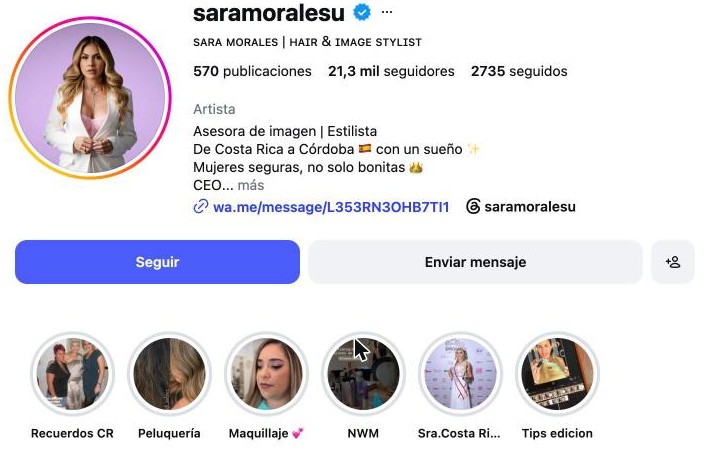 saramoralesu ...
SARA MORALES | HAIR & IMAGE STYLIST
570 publicaciones 21,3 mil seguidores 2735 seguidos
Artista
Asesora de imagen | Estilista
De Costa Rica a Córdoba 🇪🇸 con un sueño ✨
Mujeres seguras, no solo bonitas 👑
CEO... más
wa.me/message/L353RN3OHB7TI1 saramoralesu
Seguir Enviar mensaje
Recuerdos CR Peluquería Maquillaje 💕 NWM Sra.Costa Ri... Tips edicion